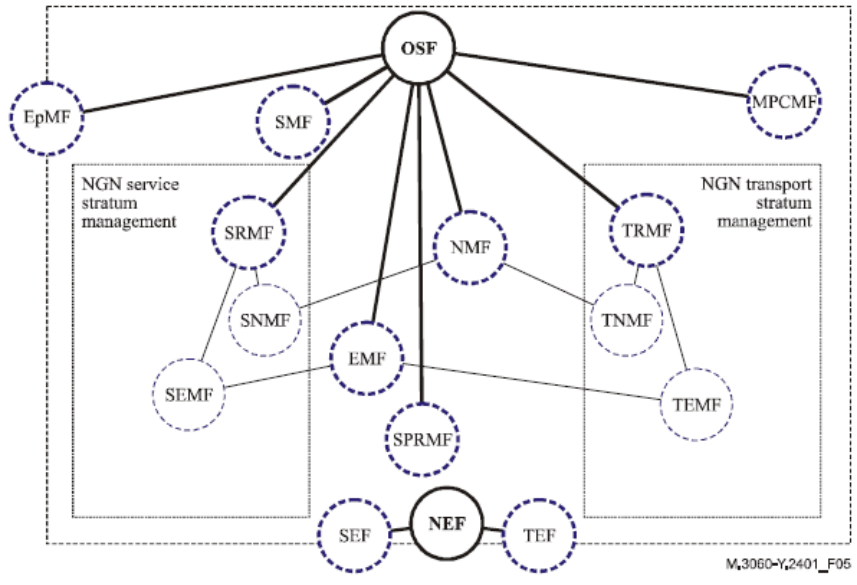 OSF
EpMF
SMF
MPCMF
NGN service
stratum
management
NGN transport
stratum
management
SRMF
NMF
TRMF
SNMF
TNMF
EMF
SEMF
TEMF
SPRMF
SEF
NEF
TEF
M.3060-Y.2401_F05